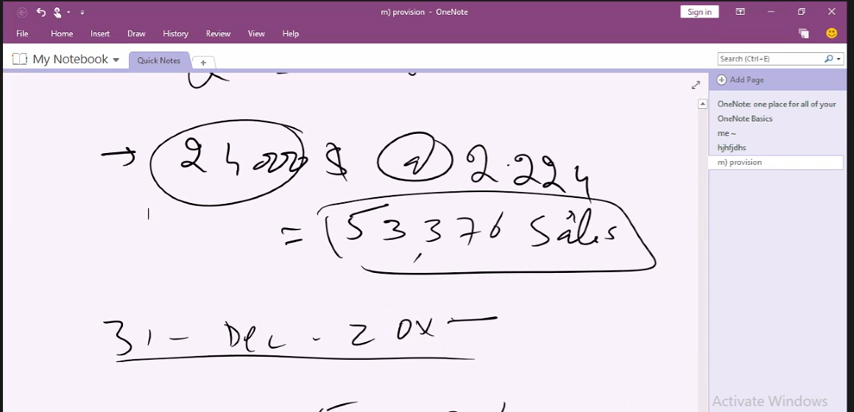 m) provision - OneNote
Sign in
File Home Insert Draw History Review View Help
My Notebook
Quick Notes
+
Search (Ctrl+E)
Add Page
OneNote: one place for all of your
OneNote Basics
me ~
hjhfjdhs
m) provision
→ 24000 $ @ 2.224
= 53,376 Sales
31 - Dec - 20X
Activate Windows